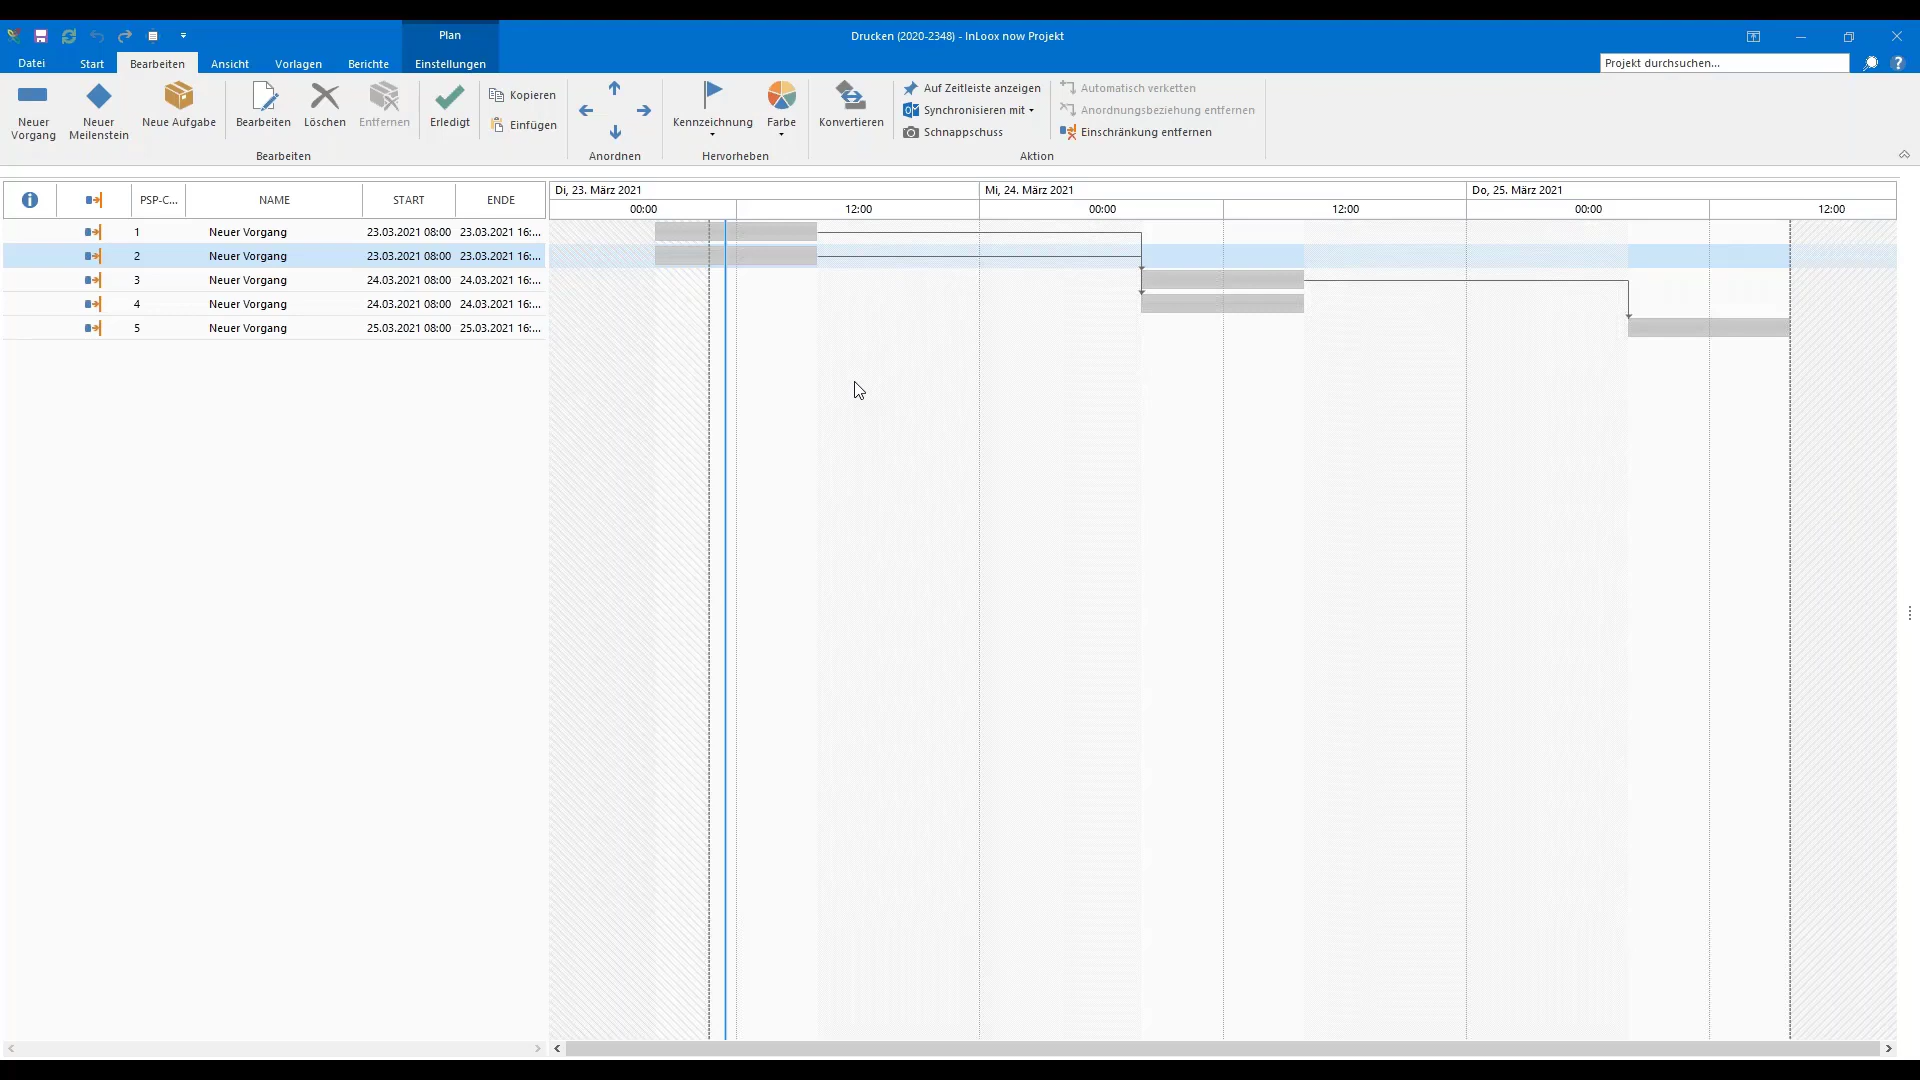 Plan
Drucken (2020-2348) - InLoox now Projekt
Datei Start Bearbeiten Ansicht Vorlagen Berichte Einstellungen
Projekt durchsuchen...
Neuer Vorgang
Neuer Meilenstein
Neue Aufgabe
Bearbeiten
Löschen
Entfernen
Erledigt
Kopieren
Einfügen
Bearbeiten
Anordnen
Kennzeichnung
Farbe
Hervorheben
Konvertieren
Auf Zeitleiste anzeigen
Synchronisieren mit
Schnappschuss
Automatisch verketten
Anordnungsbeziehung entfernen
Einschränkung entfernen
Aktion
PSP-C... NAME START ENDE
Di, 23. März 2021 Mi, 24. März 2021 Do, 25. März 2021
00:00 12:00 00:00 12:00 00:00 12:00
1 Neuer Vorgang 23.03.2021 08:00 23.03.2021 16:...
2 Neuer Vorgang 23.03.2021 08:00 23.03.2021 16:...
3 Neuer Vorgang 24.03.2021 08:00 24.03.2021 16:...
4 Neuer Vorgang 24.03.2021 08:00 24.03.2021 16:...
5 Neuer Vorgang 25.03.2021 08:00 25.03.2021 16:...